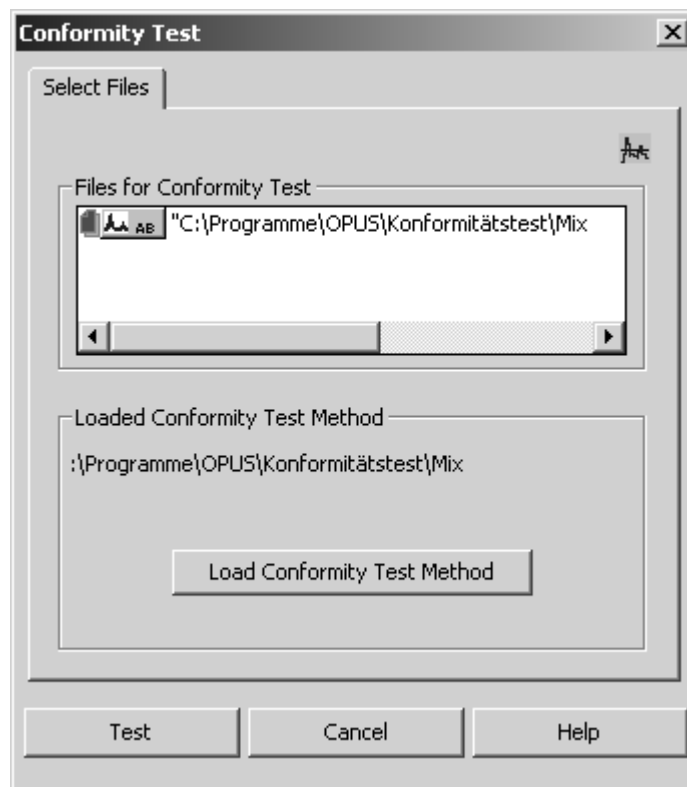 Conformity Test
Select Files
Files for Conformity Test
AB "C:\Programme\OPUS\Konformitätstest\Mix
Loaded Conformity Test Method
:\Programme\OPUS\Konformitätstest\Mix
Load Conformity Test Method
Test Cancel Help